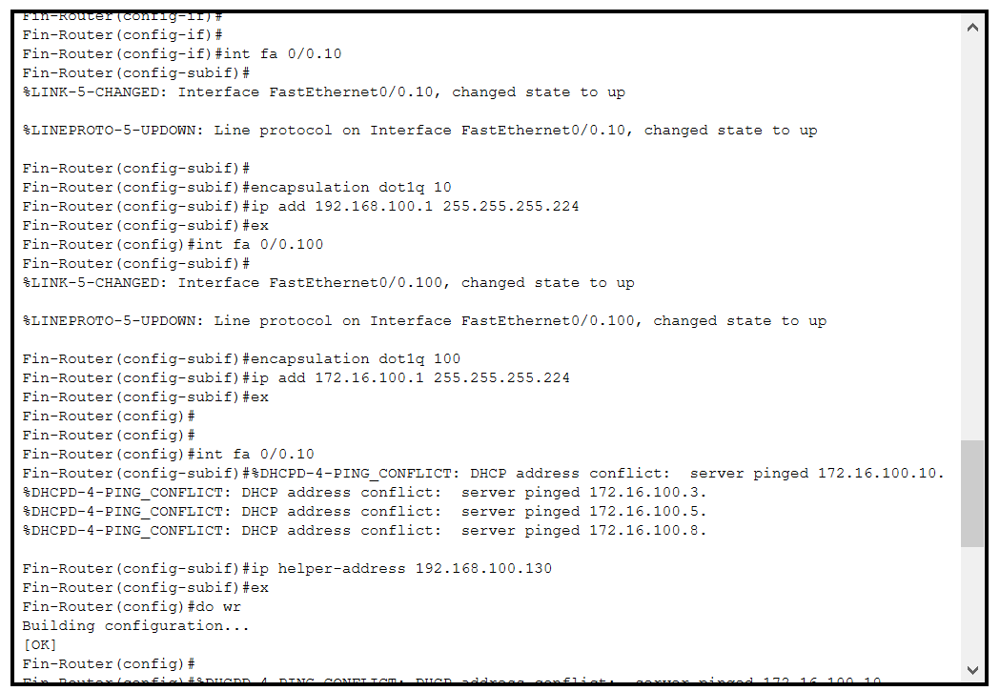 Fin-Router(config-if)#
Fin-Router(config-if)#
Fin-Router(config-if)#int fa 0/0.10
Fin-Router(config-subif)#
%LINK-5-CHANGED: Interface FastEthernet0/0.10, changed state to up
%LINEPROTO-5-UPDOWN: Line protocol on Interface FastEthernet0/0.10, changed state to up
Fin-Router(config-subif)#
Fin-Router(config-subif)#encapsulation dot1q 10
Fin-Router(config-subif)#ip add 192.168.100.1 255.255.255.224
Fin-Router(config-subif)#ex
Fin-Router(config)#int fa 0/0.100
Fin-Router(config-subif)#
%LINK-5-CHANGED: Interface FastEthernet0/0.100, changed state to up
%LINEPROTO-5-UPDOWN: Line protocol on Interface FastEthernet0/0.100, changed state to up
Fin-Router(config-subif)#encapsulation dot1q 100
Fin-Router(config-subif)#ip add 172.16.100.1 255.255.255.224
Fin-Router(config-subif)#ex
Fin-Router(config)#
Fin-Router(config)#
Fin-Router(config)#int fa 0/0.10
Fin-Router(config-subif)#%DHCPD-4-PING_CONFLICT: DHCP address conflict:  server pinged 172.16.100.10.
%DHCPD-4-PING_CONFLICT: DHCP address conflict:  server pinged 172.16.100.3.
%DHCPD-4-PING_CONFLICT: DHCP address conflict:  server pinged 172.16.100.5.
%DHCPD-4-PING_CONFLICT: DHCP address conflict:  server pinged 172.16.100.8.
Fin-Router(config-subif)#ip helper-address 192.168.100.130
Fin-Router(config-subif)#ex
Fin-Router(config)#do wr
Building configuration...
[OK]
Fin-Router(config)#
Fin-Router(config)#%DHCPD-4-PING_CONFLICT: DHCP address conflict:  server pinged 172.16.100.10.